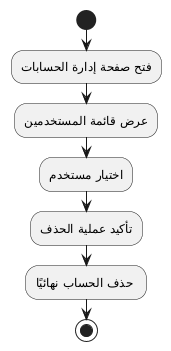 فتح صفحة إدارة الحسابات
عرض قائمة المستخدمين
اختيار مستخدم
تأكيد عملية الحذف
حذف الحساب نهائيًا